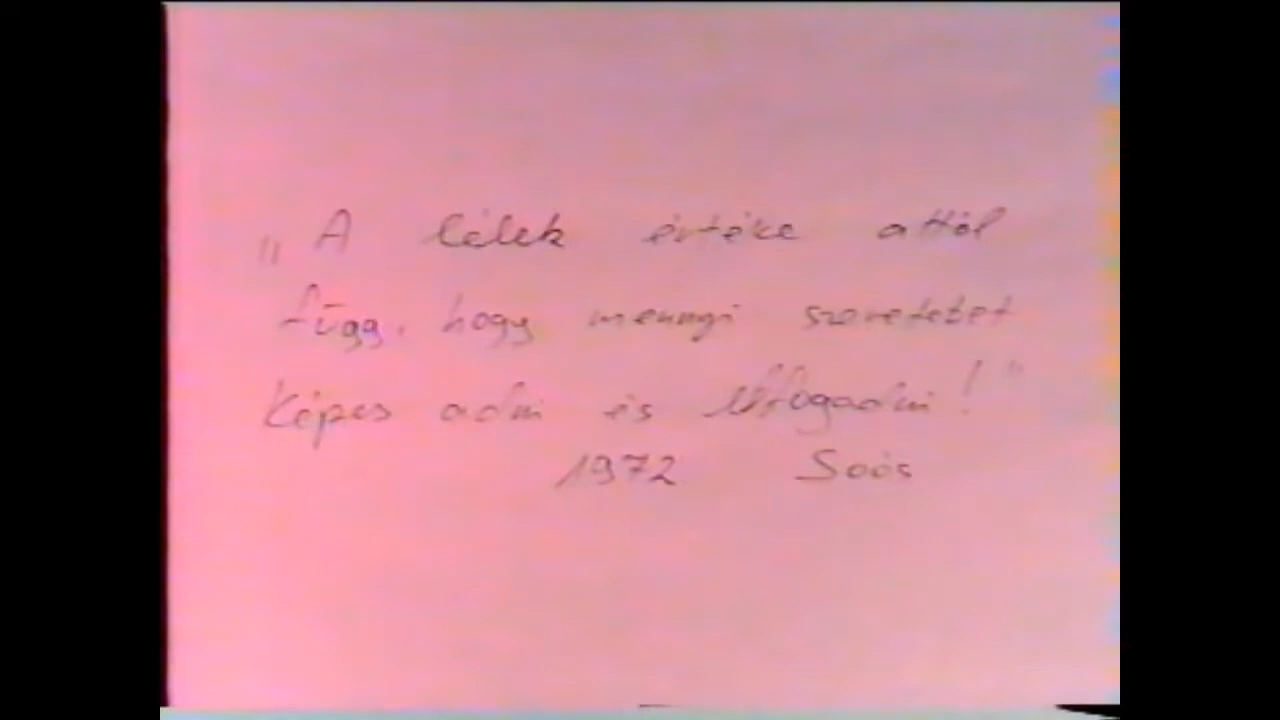 „A lélek értéke attól
függ, hogy mennyi szeretetet
képes adni és elfogadni!"
1972 Soós